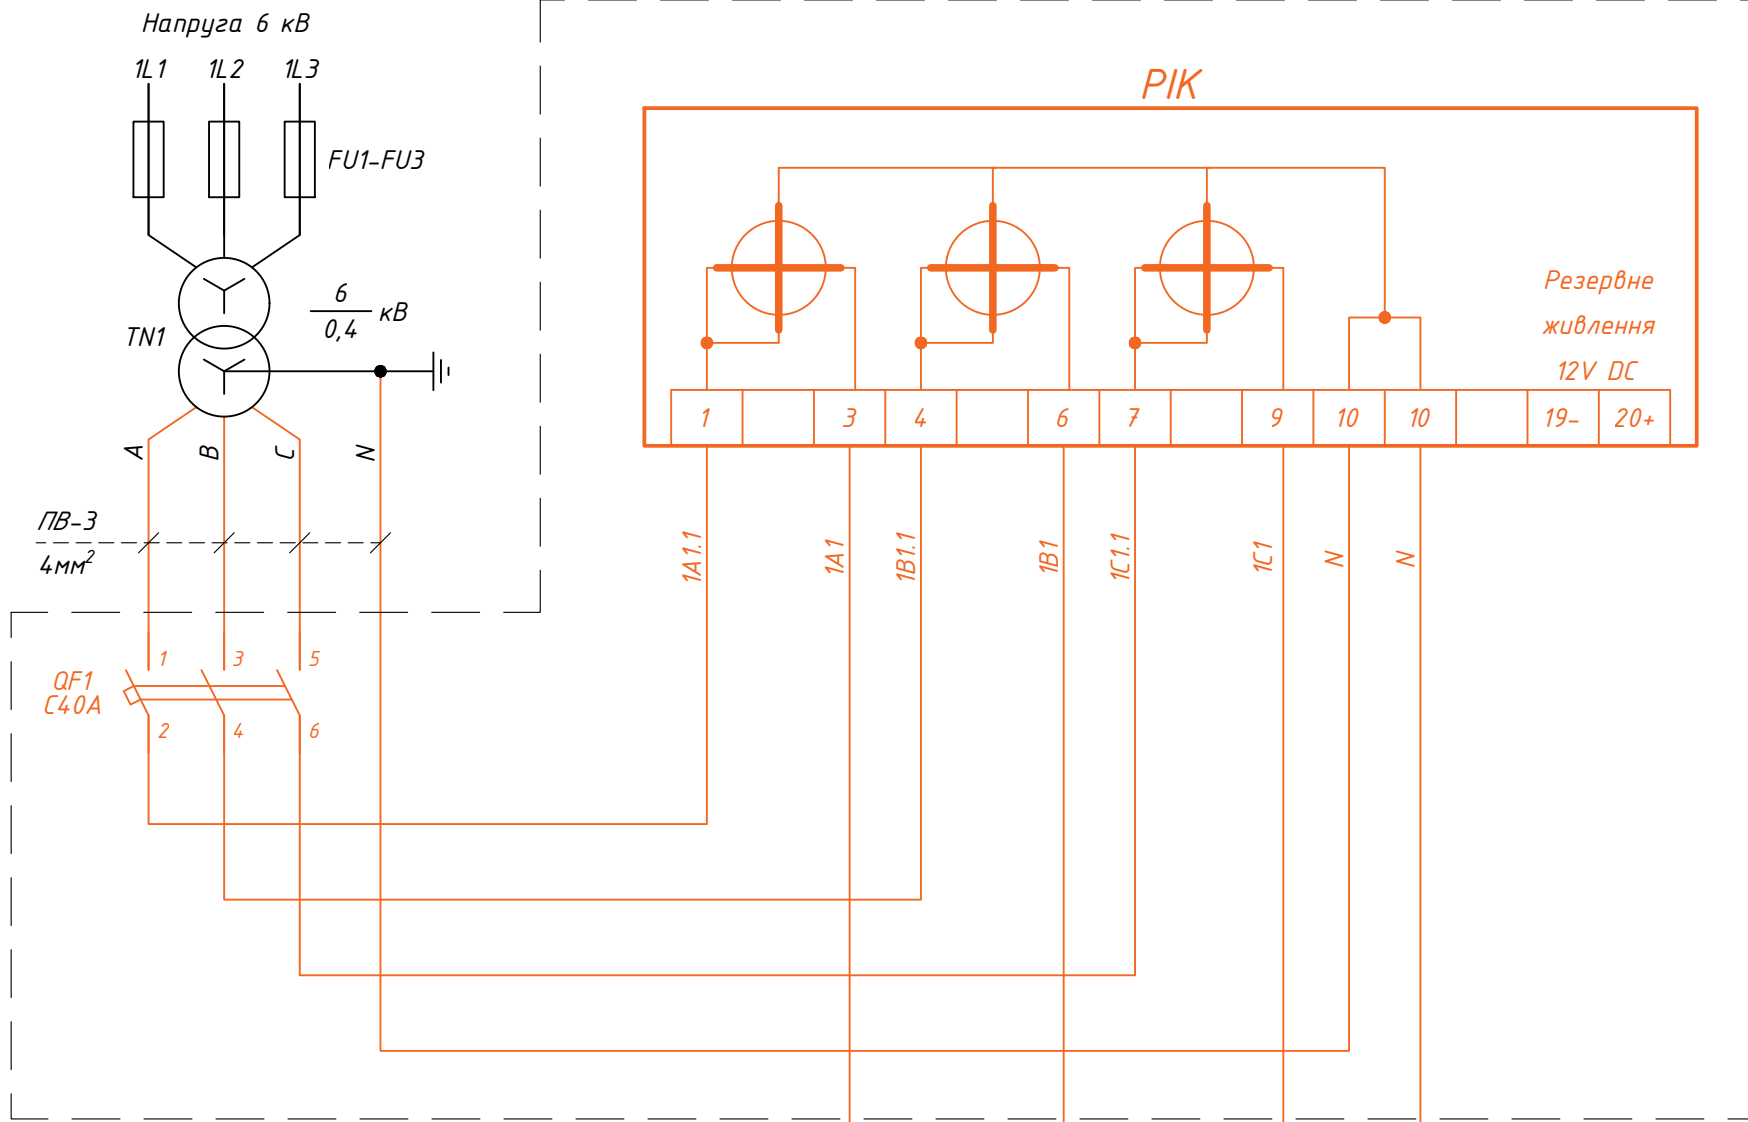 Напруга 6 кВ
1L1 1L2 1L3
FU1-FU3
TN1
6
0,4
кВ
A B C N
ПВ-3
4мм²
QF1
C40A
1 3 5
2 4 6
РІК
Резервне
живлення
12V DC
1 3 4 6 7 9 10 10 19- 20+
1A1.1 1A1 1B1.1 1B1 1C1.1 1C1 N N